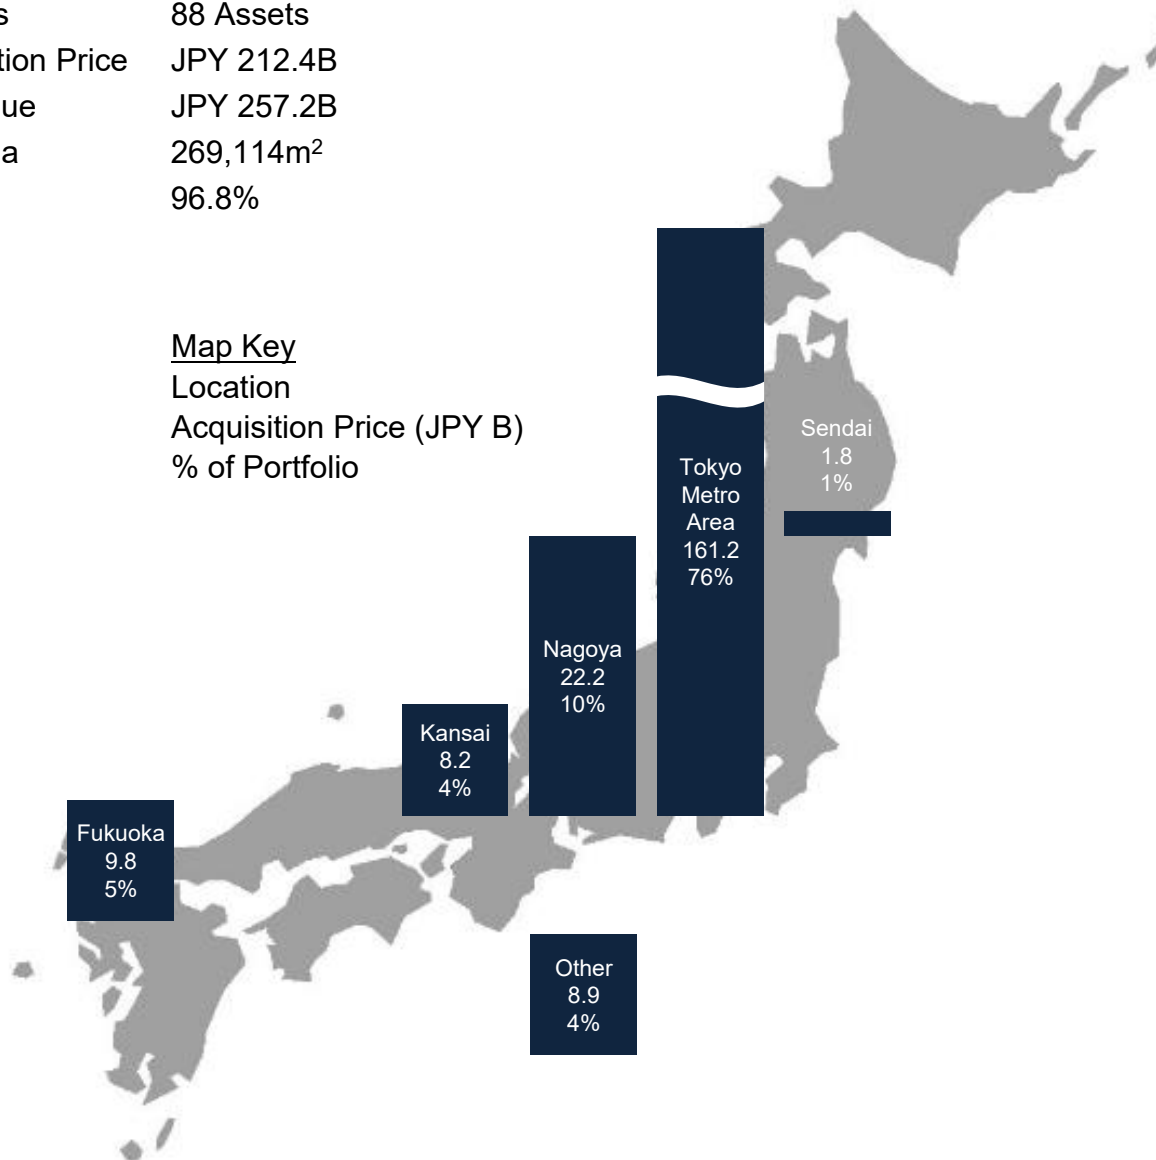 s 88 Assets
tion Price JPY 212.4B
ue JPY 257.2B
a 269,114m²
96.8%
Map Key
Location
Acquisition Price (JPY B)
% of Portfolio
Sendai
1.8
1%
Tokyo
Metro
Area
161.2
76%
Nagoya
22.2
10%
Kansai
8.2
4%
Fukuoka
9.8
5%
Other
8.9
4%